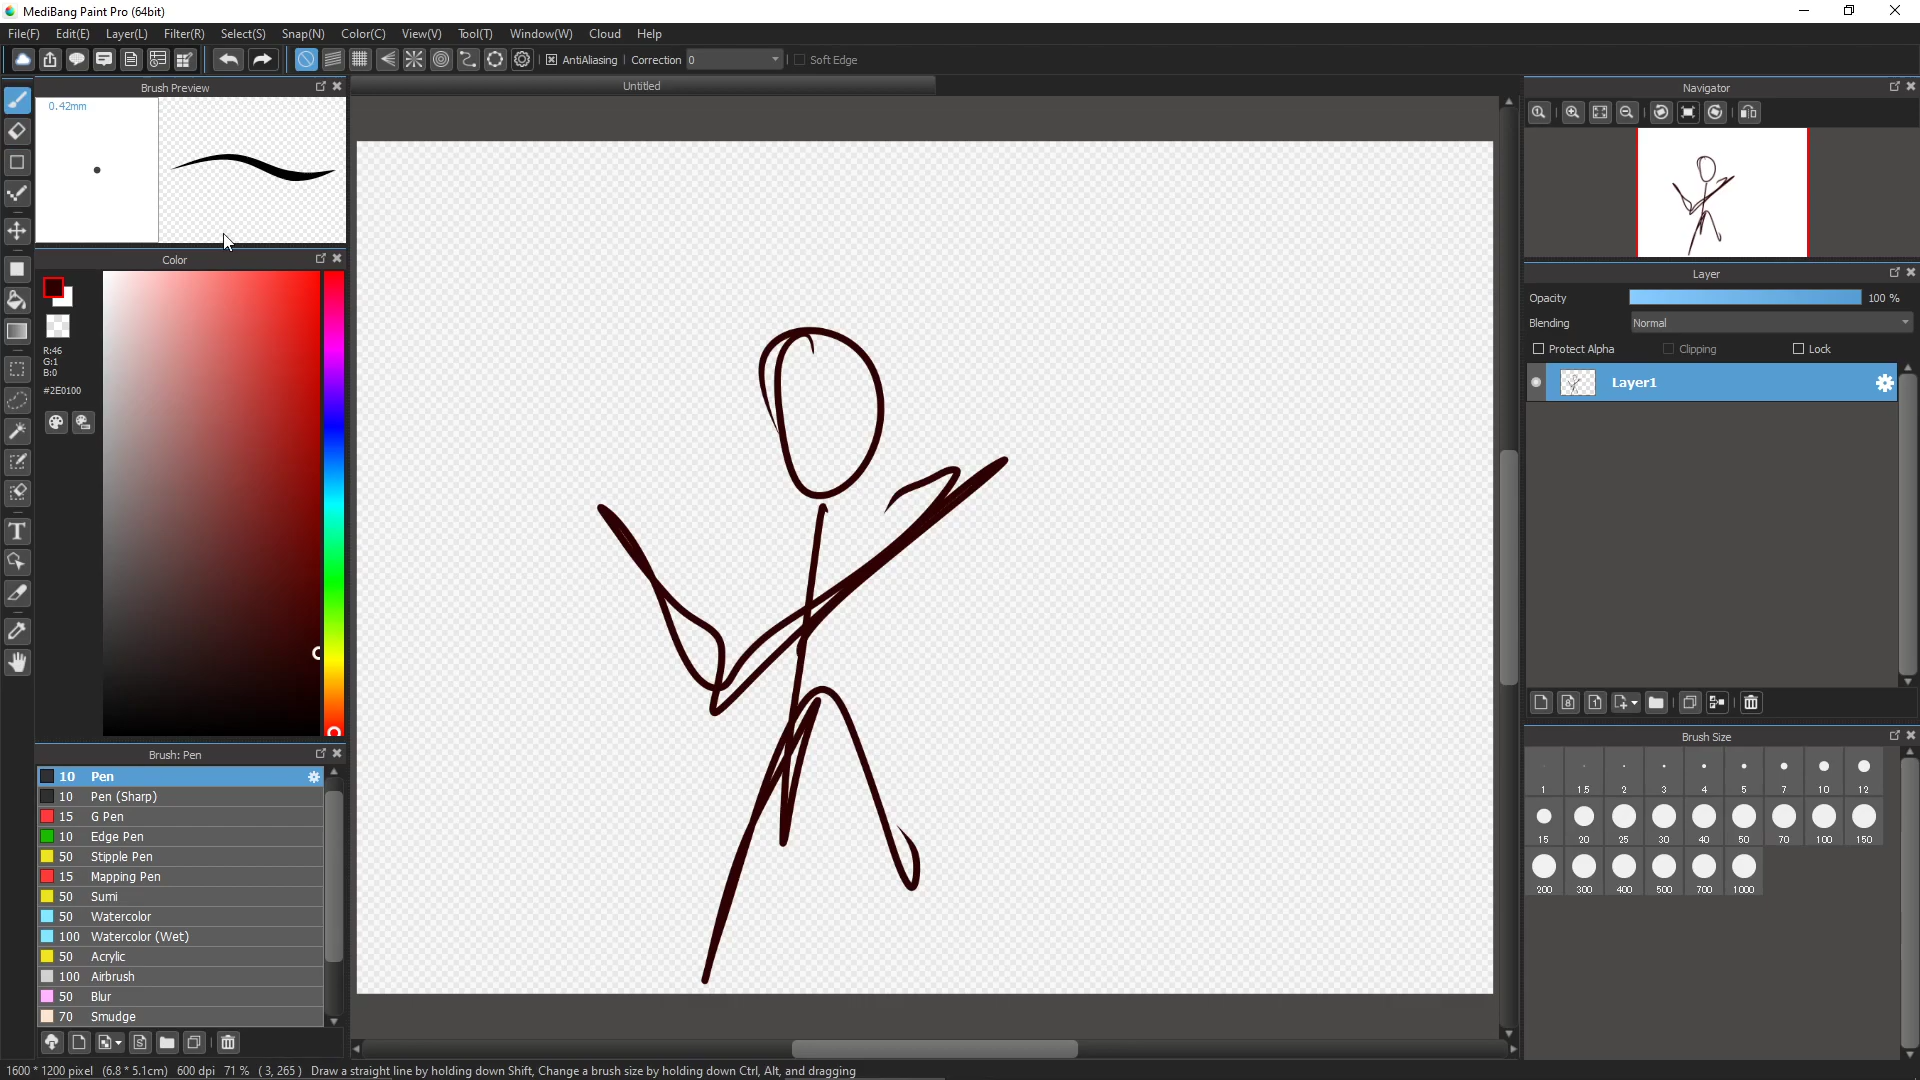 MediBang Paint Pro (64bit)
File(F) Edit(E) Layer(L) Filter(R) Select(S) Snap(N) Color(C) View(V) Tool(T) Window(W) Cloud Help
AntiAliasing Correction 0 Soft Edge
Brush Preview
0.42mm
Color
R:46
G:1
B:0
#2E0100
Brush: Pen
10 Pen
10 Pen (Sharp)
15 G Pen
10 Edge Pen
50 Stipple Pen
15 Mapping Pen
50 Sumi
50 Watercolor
100 Watercolor (Wet)
50 Acrylic
100 Airbrush
50 Blur
70 Smudge
Untitled
Navigator
Layer
Opacity 100 %
Blending Normal
Protect Alpha Clipping Lock
Layer1
Brush Size
1 1.5 2 3 4 5 7 10 12
15 20 25 30 40 50 70 100 150
200 300 400 500 700 1000
1600 * 1200 pixel (6.8 * 5.1cm) 600 dpi 71 % ( 3, 265 ) Draw a straight line by holding down Shift, Change a brush size by holding down Ctrl, Alt, and dragging